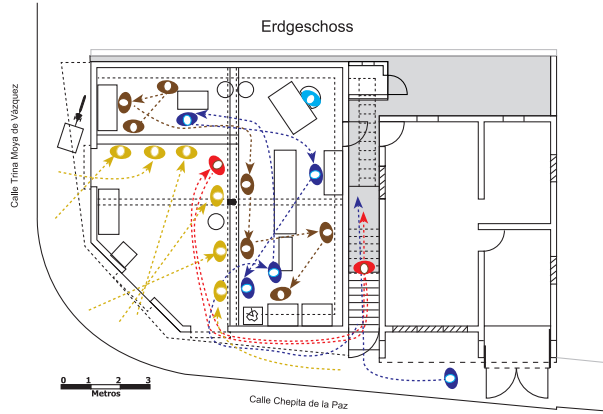 Erdgeschoss
Calle Trina Moya de Vázquez
0 1 2 3
Metros
Calle Chepita de la Paz